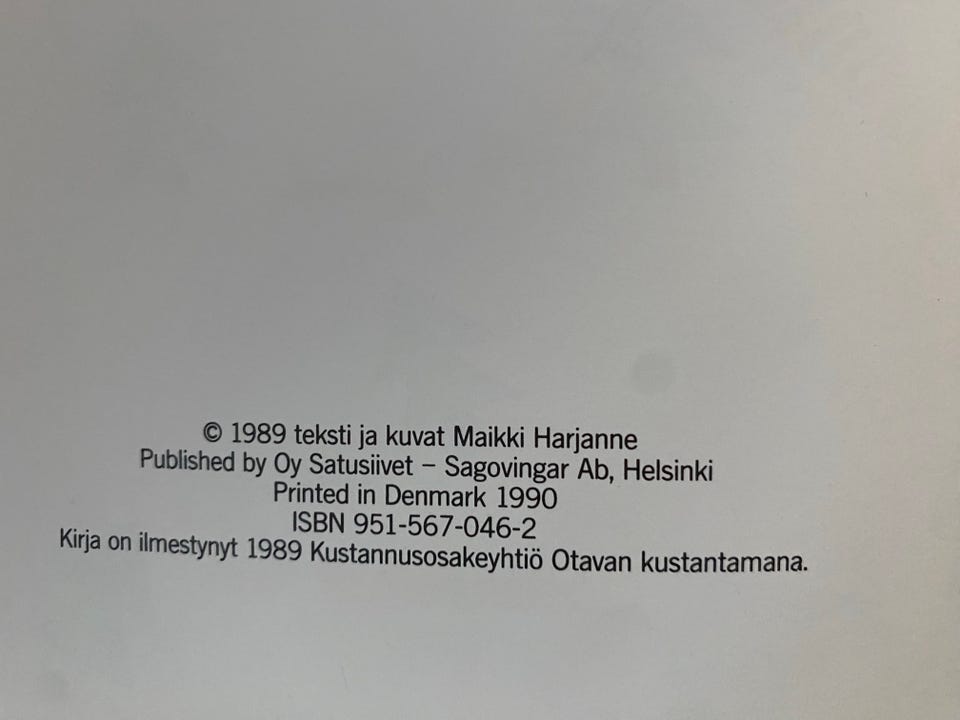 © 1989 teksti ja kuvat Maikki Harjanne
Published by Oy Satusiivet – Sagovingar Ab, Helsinki
Printed in Denmark 1990
ISBN 951-567-046-2
Kirja on ilmestynyt 1989 Kustannusosakeyhtiö Otavan kustantamana.